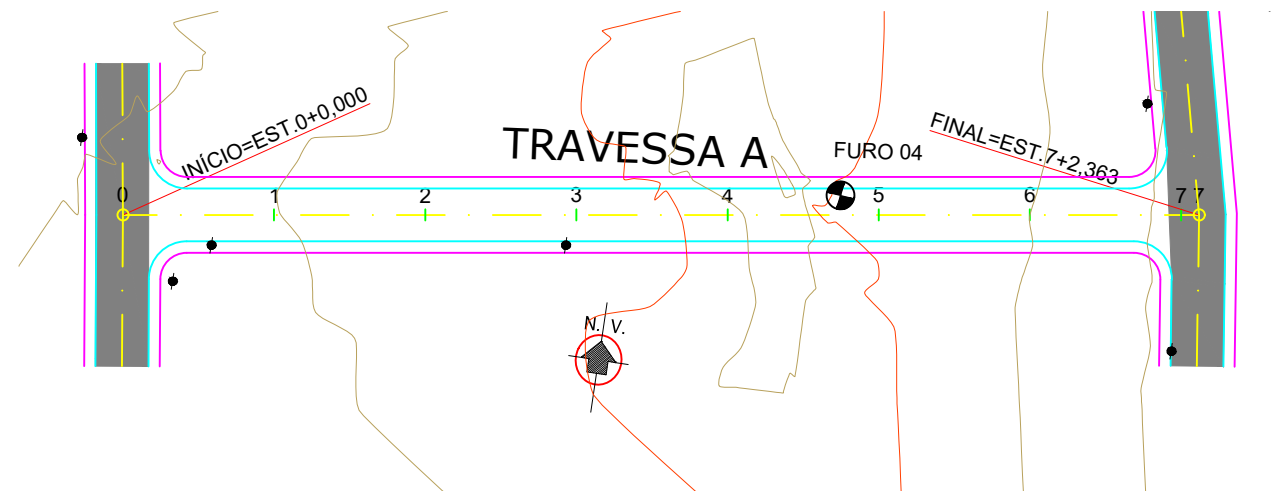 INÍCIO=EST.0+0,000
TRAVESSA A
FURO 04
FINAL=EST.7+2,363
0 1 2 3 4 5 6 7 7
N. V.